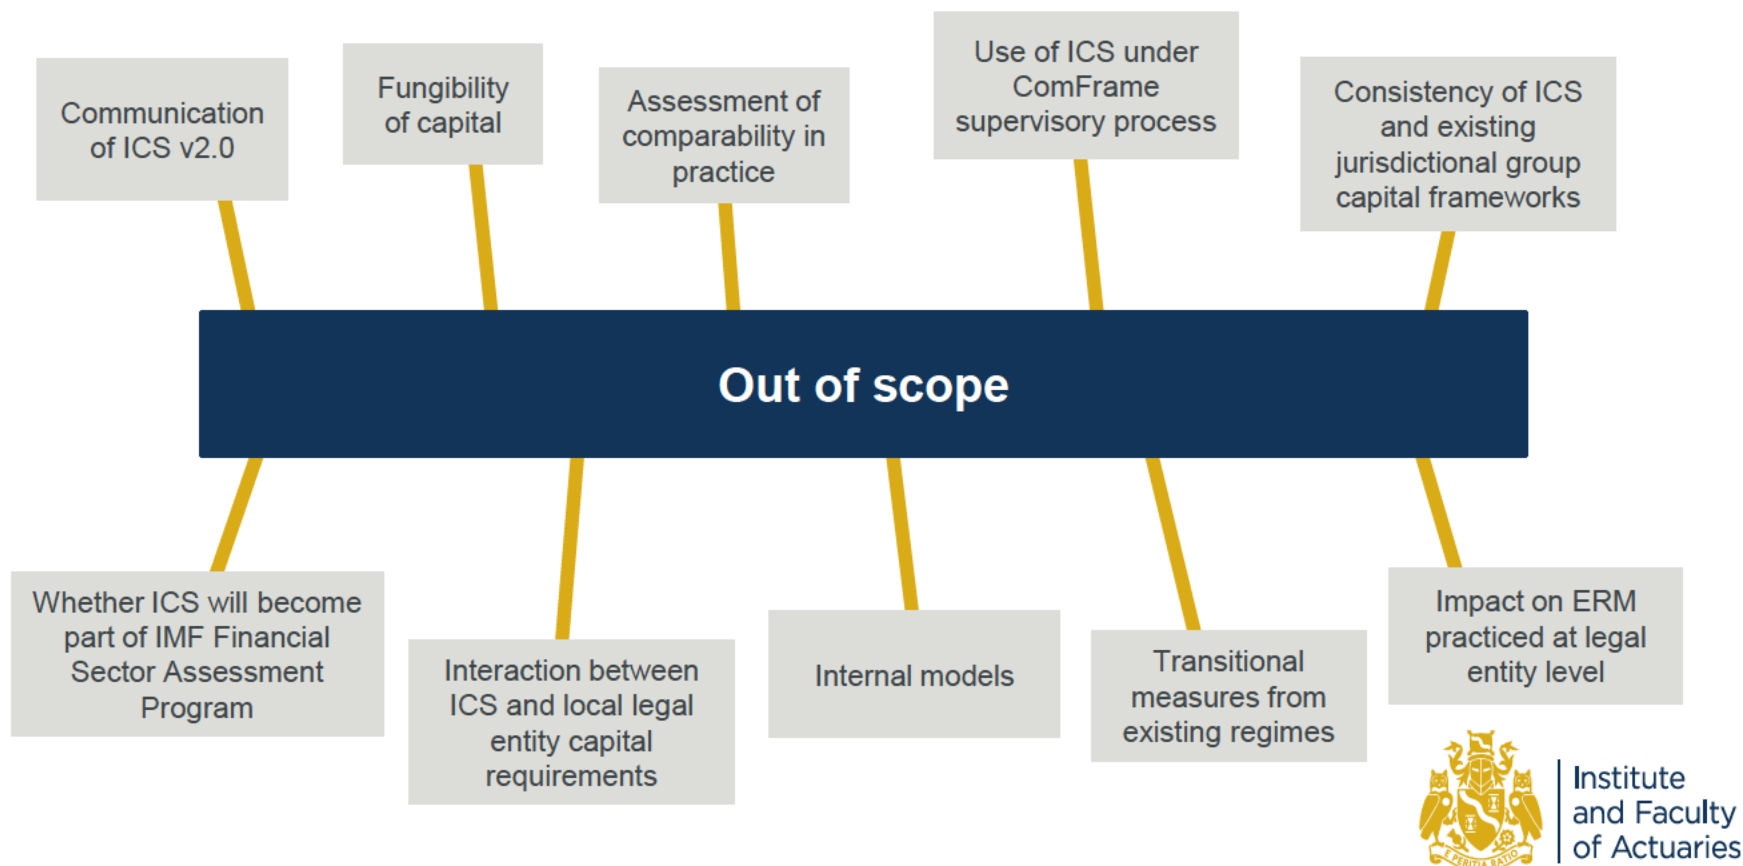 Communication
of ICS v2.0
Fungibility
of capital
Assessment of
comparability in
practice
Use of ICS under
ComFrame
supervisory process
Consistency of ICS
and existing
jurisdictional group
capital frameworks
Out of scope
Whether ICS will become
part of IMF Financial
Sector Assessment
Program
Interaction between
ICS and local legal
entity capital
requirements
Internal models
Transitional
measures from
existing regimes
Impact on ERM
practiced at legal
entity level
E PERITIA RATIO
Institute
and Faculty
of Actuaries